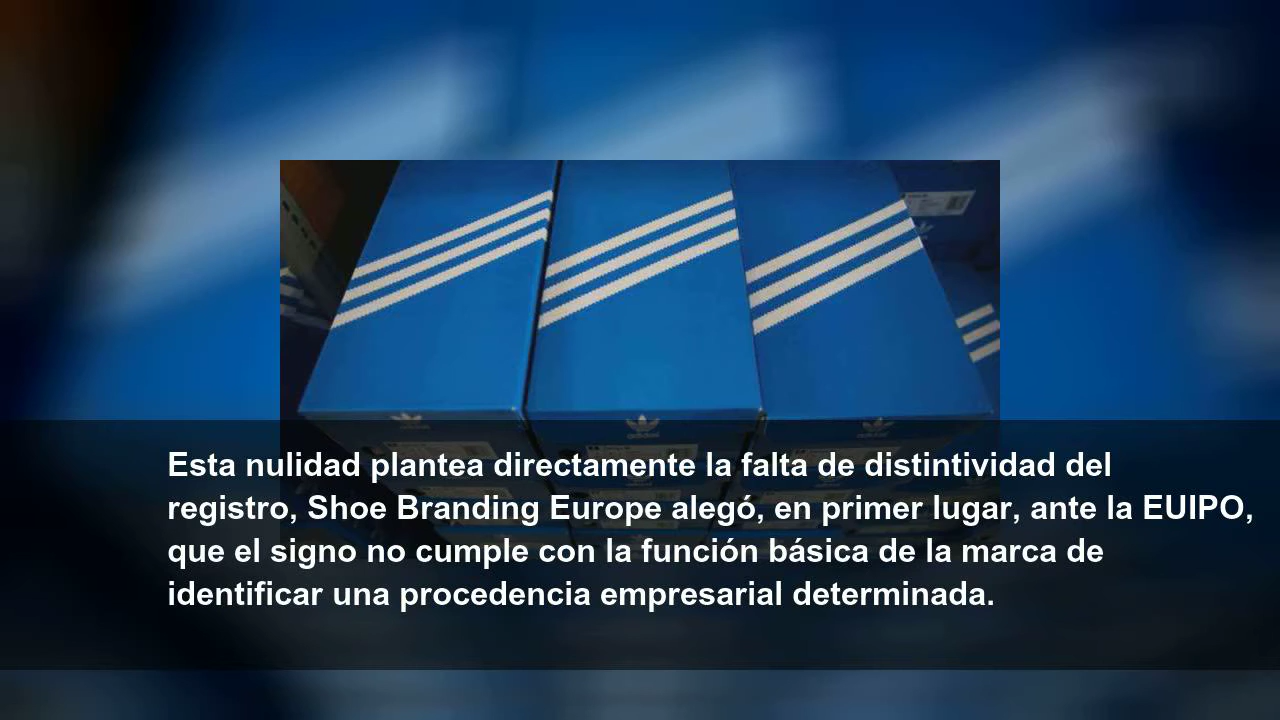 adidas
Esta nulidad plantea directamente la falta de distintividad del
registro, Shoe Branding Europe alegó, en primer lugar, ante la EUIPO,
que el signo no cumple con la función básica de la marca de
identificar una procedencia empresarial determinada.